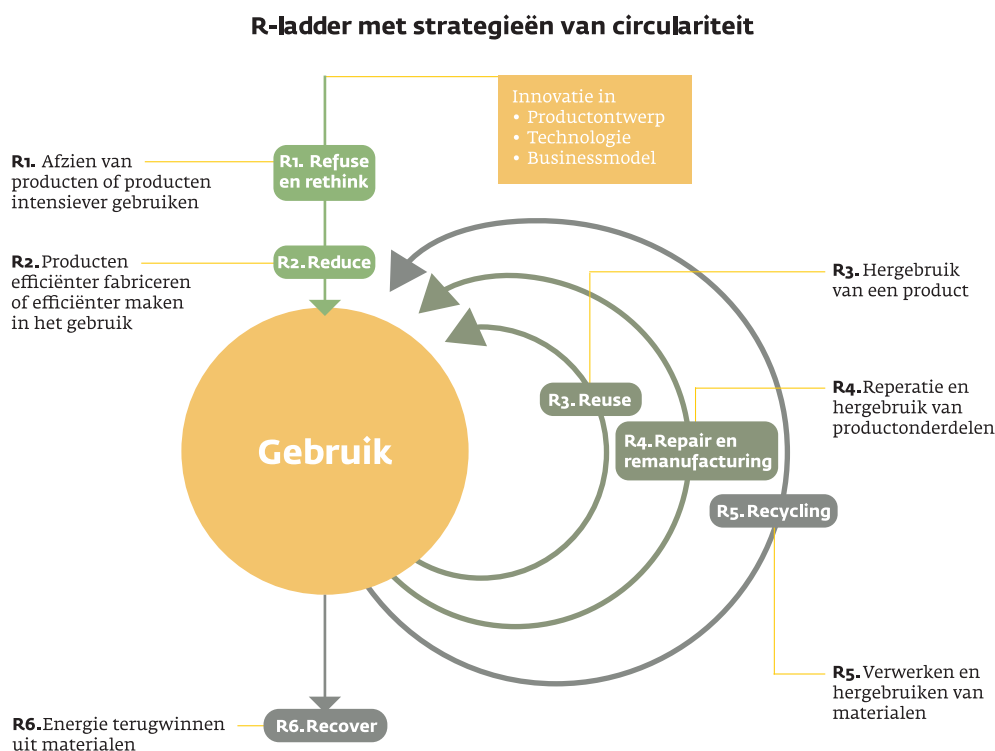 R-ladder met strategieën van circulariteit
Innovatie in
• Productontwerp
• Technologie
• Businessmodel
R1. Afzien van
producten of producten
intensiever gebruiken
R1. Refuse
en rethink
R2. Producten
efficiënter fabriceren
of efficiënter maken
in het gebruik
R2. Reduce
R3. Hergebruik
van een product
R3. Reuse
R4. Reperatie en
hergebruik van
productonderdelen
R4. Repair en
remanufacturing
Gebruik
R5. Recycling
R5. Verwerken en
hergebruiken van
materialen
R6. Energie terugwinnen
uit materialen
R6. Recover